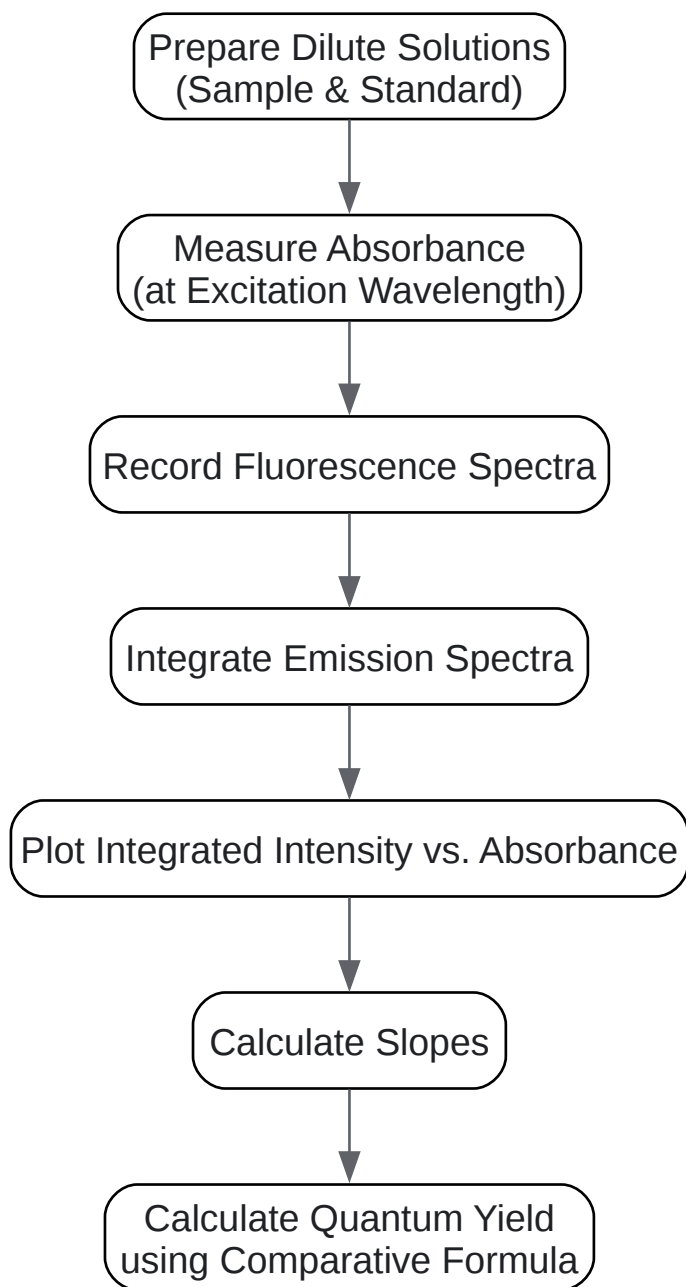 Prepare Dilute Solutions
(Sample & Standard)
Measure Absorbance
(at Excitation Wavelength)
Record Fluorescence Spectra
Integrate Emission Spectra
Plot Integrated Intensity vs. Absorbance
Calculate Slopes
Calculate Quantum Yield
using Comparative Formula